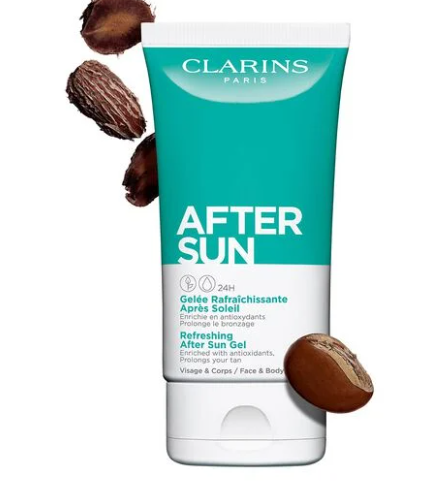 CLARINS
PARIS
AFTER
SUN
24H
Gelée Rafraîchissante
Après Soleil
Enrichie en antioxydants
Prolonge le bronzage
Refreshing
After Sun Gel
Enriched with antioxidants,
Prolongs your tan
Visage & Corps / Face & Body